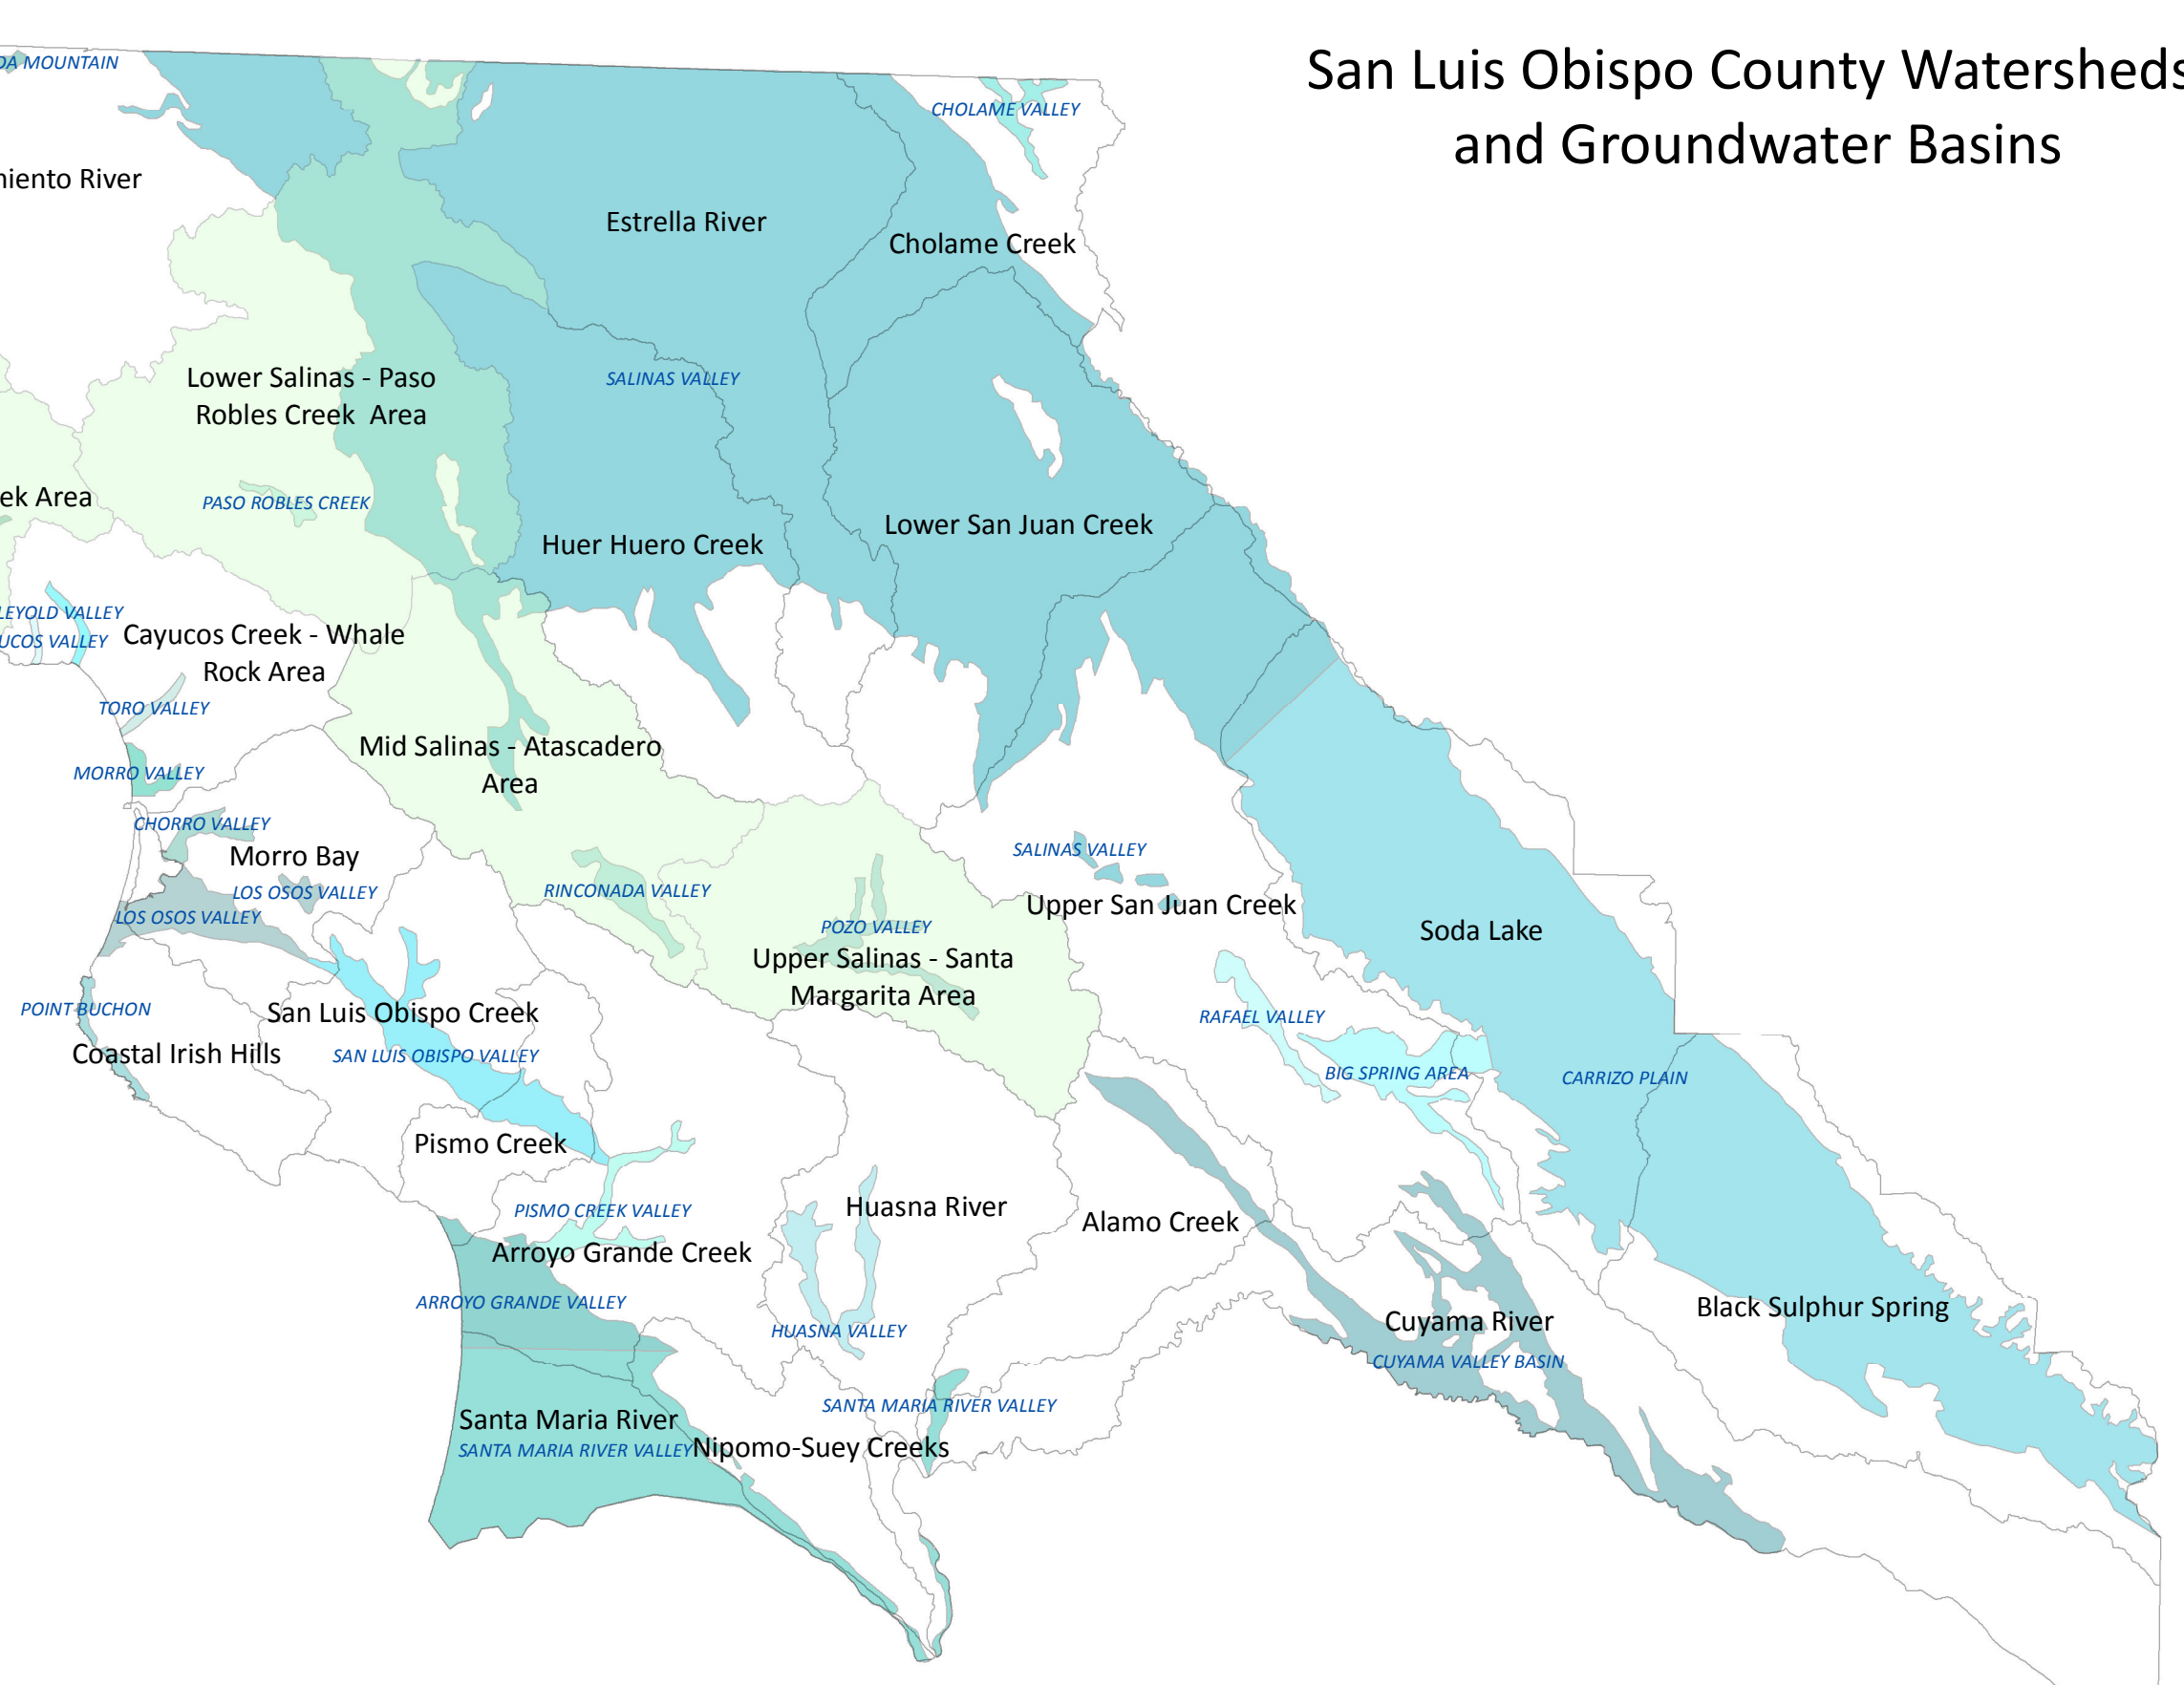 San Luis Obispo County Watersheds
and Groundwater Basins
DA MOUNTAIN
CHOLAME VALLEY
miento River
Estrella River
Cholame Creek
Lower Salinas - Paso
Robles Creek Area
SALINAS VALLEY
ek Area
PASO ROBLES CREEK
Huer Huero Creek
Lower San Juan Creek
LEYOLD VALLEY
UCOS VALLEY
Cayucos Creek - Whale
Rock Area
TORO VALLEY
Mid Salinas - Atascadero
Area
MORRO VALLEY
CHORRO VALLEY
Morro Bay
LOS OSOS VALLEY
LOS OSOS VALLEY
RINCONADA VALLEY
SALINAS VALLEY
Upper San Juan Creek
POZO VALLEY
Upper Salinas - Santa
Margarita Area
Soda Lake
POINT BUCHON
San Luis Obispo Creek
RAFAEL VALLEY
Coastal Irish Hills
SAN LUIS OBISPO VALLEY
BIG SPRING AREA
CARRIZO PLAIN
Pismo Creek
PISMO CREEK VALLEY
Huasna River
Alamo Creek
Arroyo Grande Creek
ARROYO GRANDE VALLEY
HUASNA VALLEY
Cuyama River
Black Sulphur Spring
CUYAMA VALLEY BASIN
SANTA MARIA RIVER VALLEY
Santa Maria River
SANTA MARIA RIVER VALLEY
Nipomo-Suey Creeks